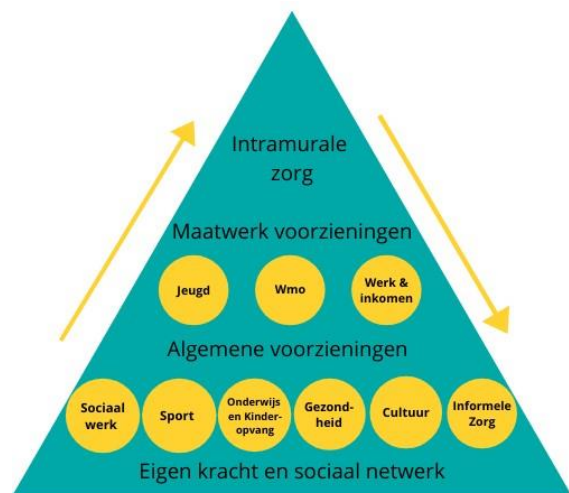 Intramurale
zorg
Maatwerk voorzieningen
Jeugd
Wmo
Werk &
inkomen
Algemene voorzieningen
Sociaal
werk
Sport
Onderwijs
en Kinder-
opvang
Gezond-
heid
Cultuur
Informele
Zorg
Eigen kracht en sociaal netwerk